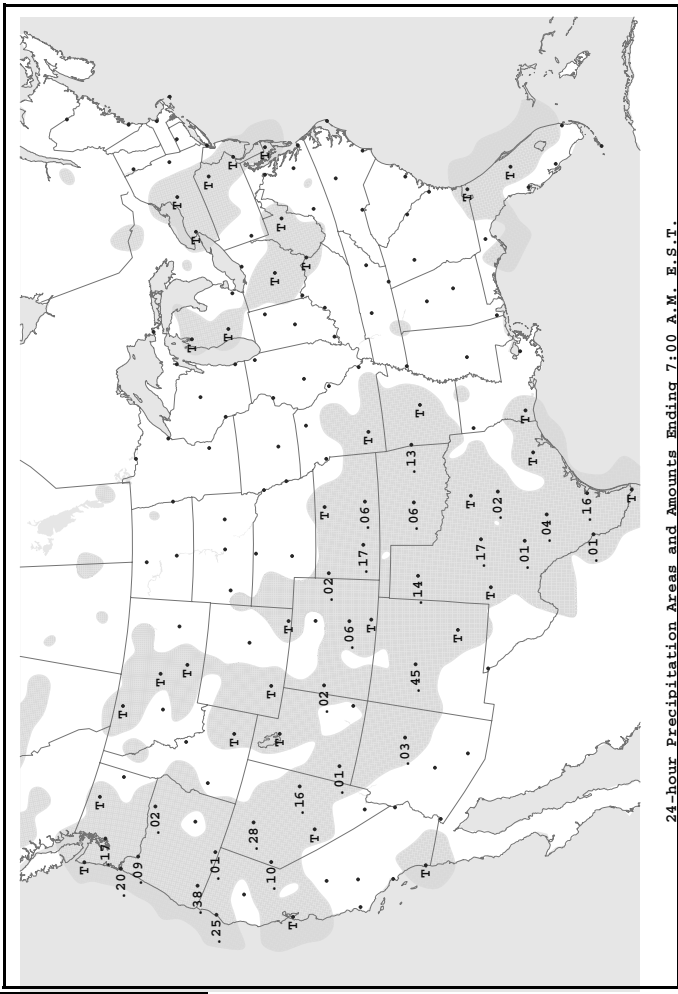 T
T
.17
.20
T
.09
.02
T
T
T
T
T
.38
T
.01
.25
T
T
T
.28
T
.10
T
T
T
T
T
T
.16
T
T
.02
T
.02
.01
.06
.17
.06
T
T
.03
.13
.06
.45
.14
T
T
T
T
T
.17
T
.02
T
.01
T
T
.04
.16
.01
T
24-hour Precipitation Areas and Amounts Ending 7:00 A.M. E.S.T.